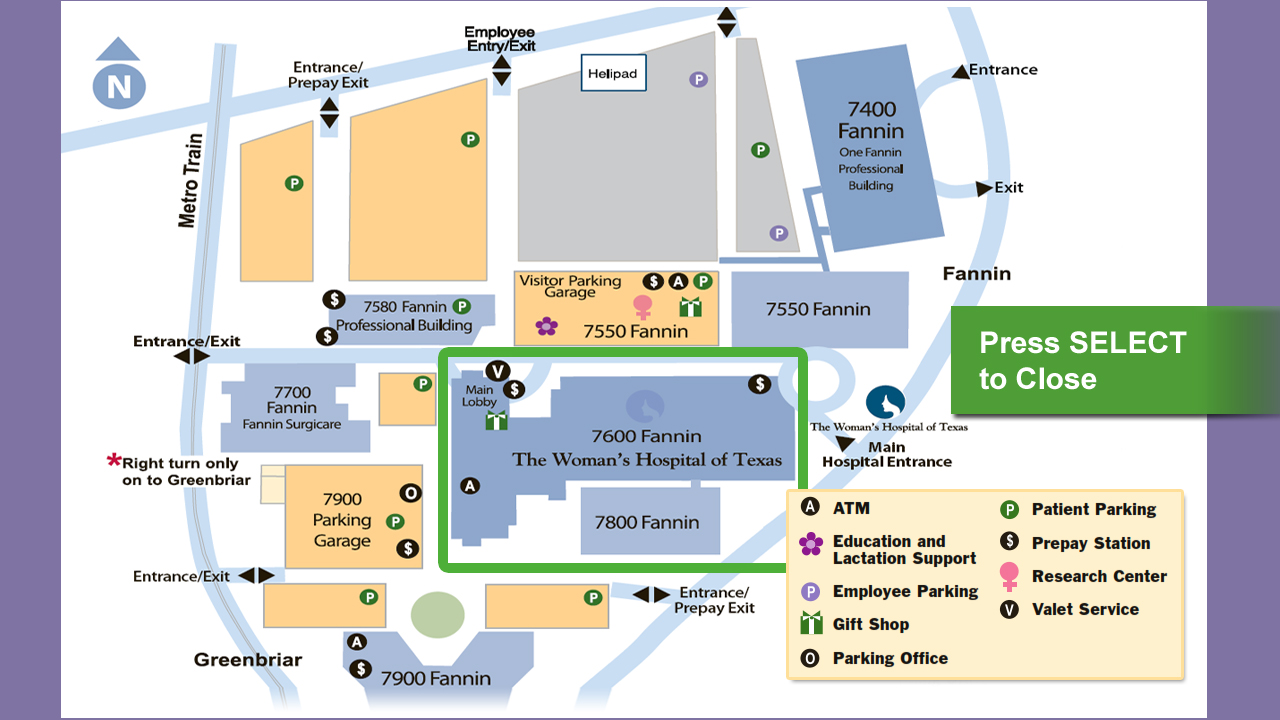 Employee
Entry/Exit
Entrance/
Prepay Exit
N
Metro Train
Helipad
P
P
P
P
P
7400
Fannin
One Fannin
Professional
Building
Entrance
Exit
Fannin
$
7580 Fannin P
Professional Building
$
Visitor Parking
Garage
$ A P
7550 Fannin
7550 Fannin
Entrance/Exit
7700
Fannin
Fannin Surgicare
P
V
Main
Lobby
$
$
7600 Fannin
The Woman's Hospital of Texas
A
7800 Fannin
Press SELECT
to Close
The Woman's Hospital of Texas
Main
Hospital Entrance
*Right turn only
on to Greenbriar
7900
Parking
Garage
O
P
$
Entrance/Exit
P
P
Entrance/
Prepay Exit
Greenbriar
A
$
7900 Fannin
A ATM
Education and
Lactation Support
P Employee Parking
Gift Shop
O Parking Office
P Patient Parking
$ Prepay Station
Research Center
V Valet Service